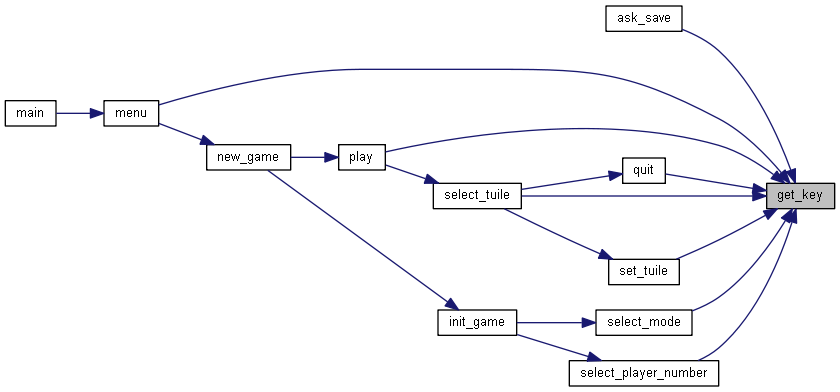 ask_save
main
menu
new_game
play
quit
select_tuile
get_key
set_tuile
init_game
select_mode
select_player_number